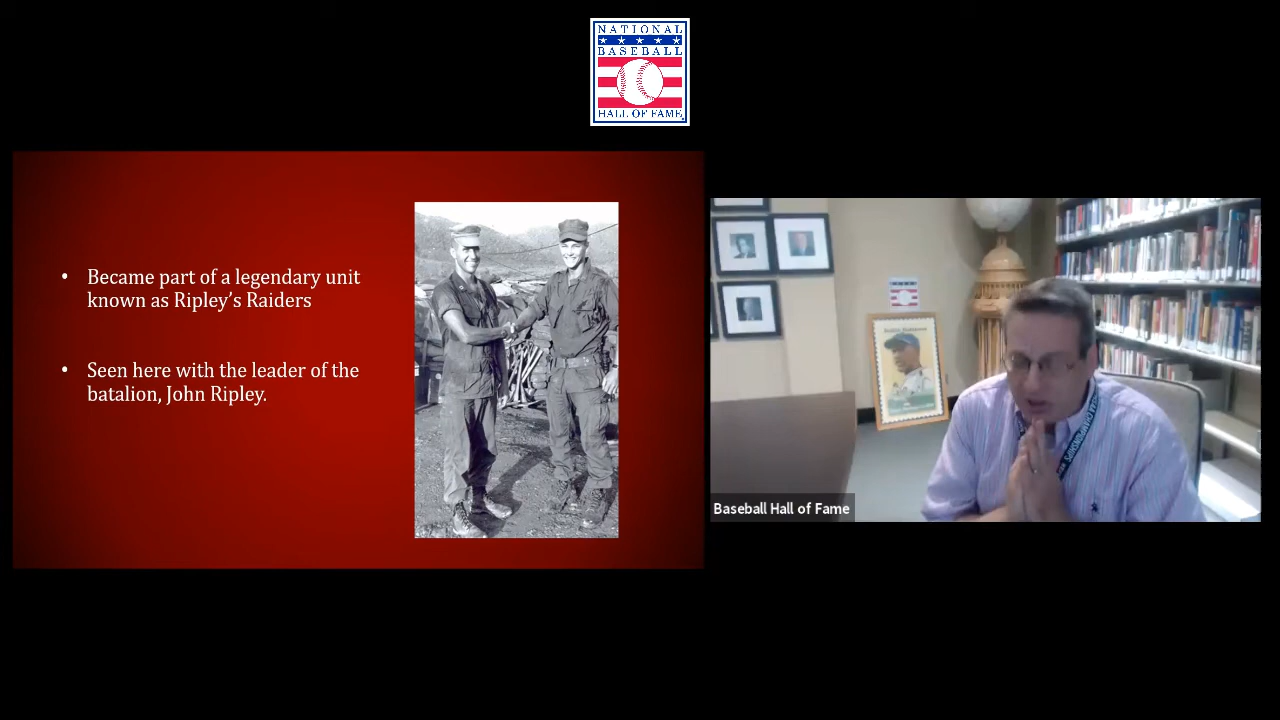 NATIONAL
BASEBALL
HALL OF FAME
• Became part of a legendary unit
known as Ripley’s Raiders
• Seen here with the leader of the
batalion, John Ripley.
Baseball Hall of Fame